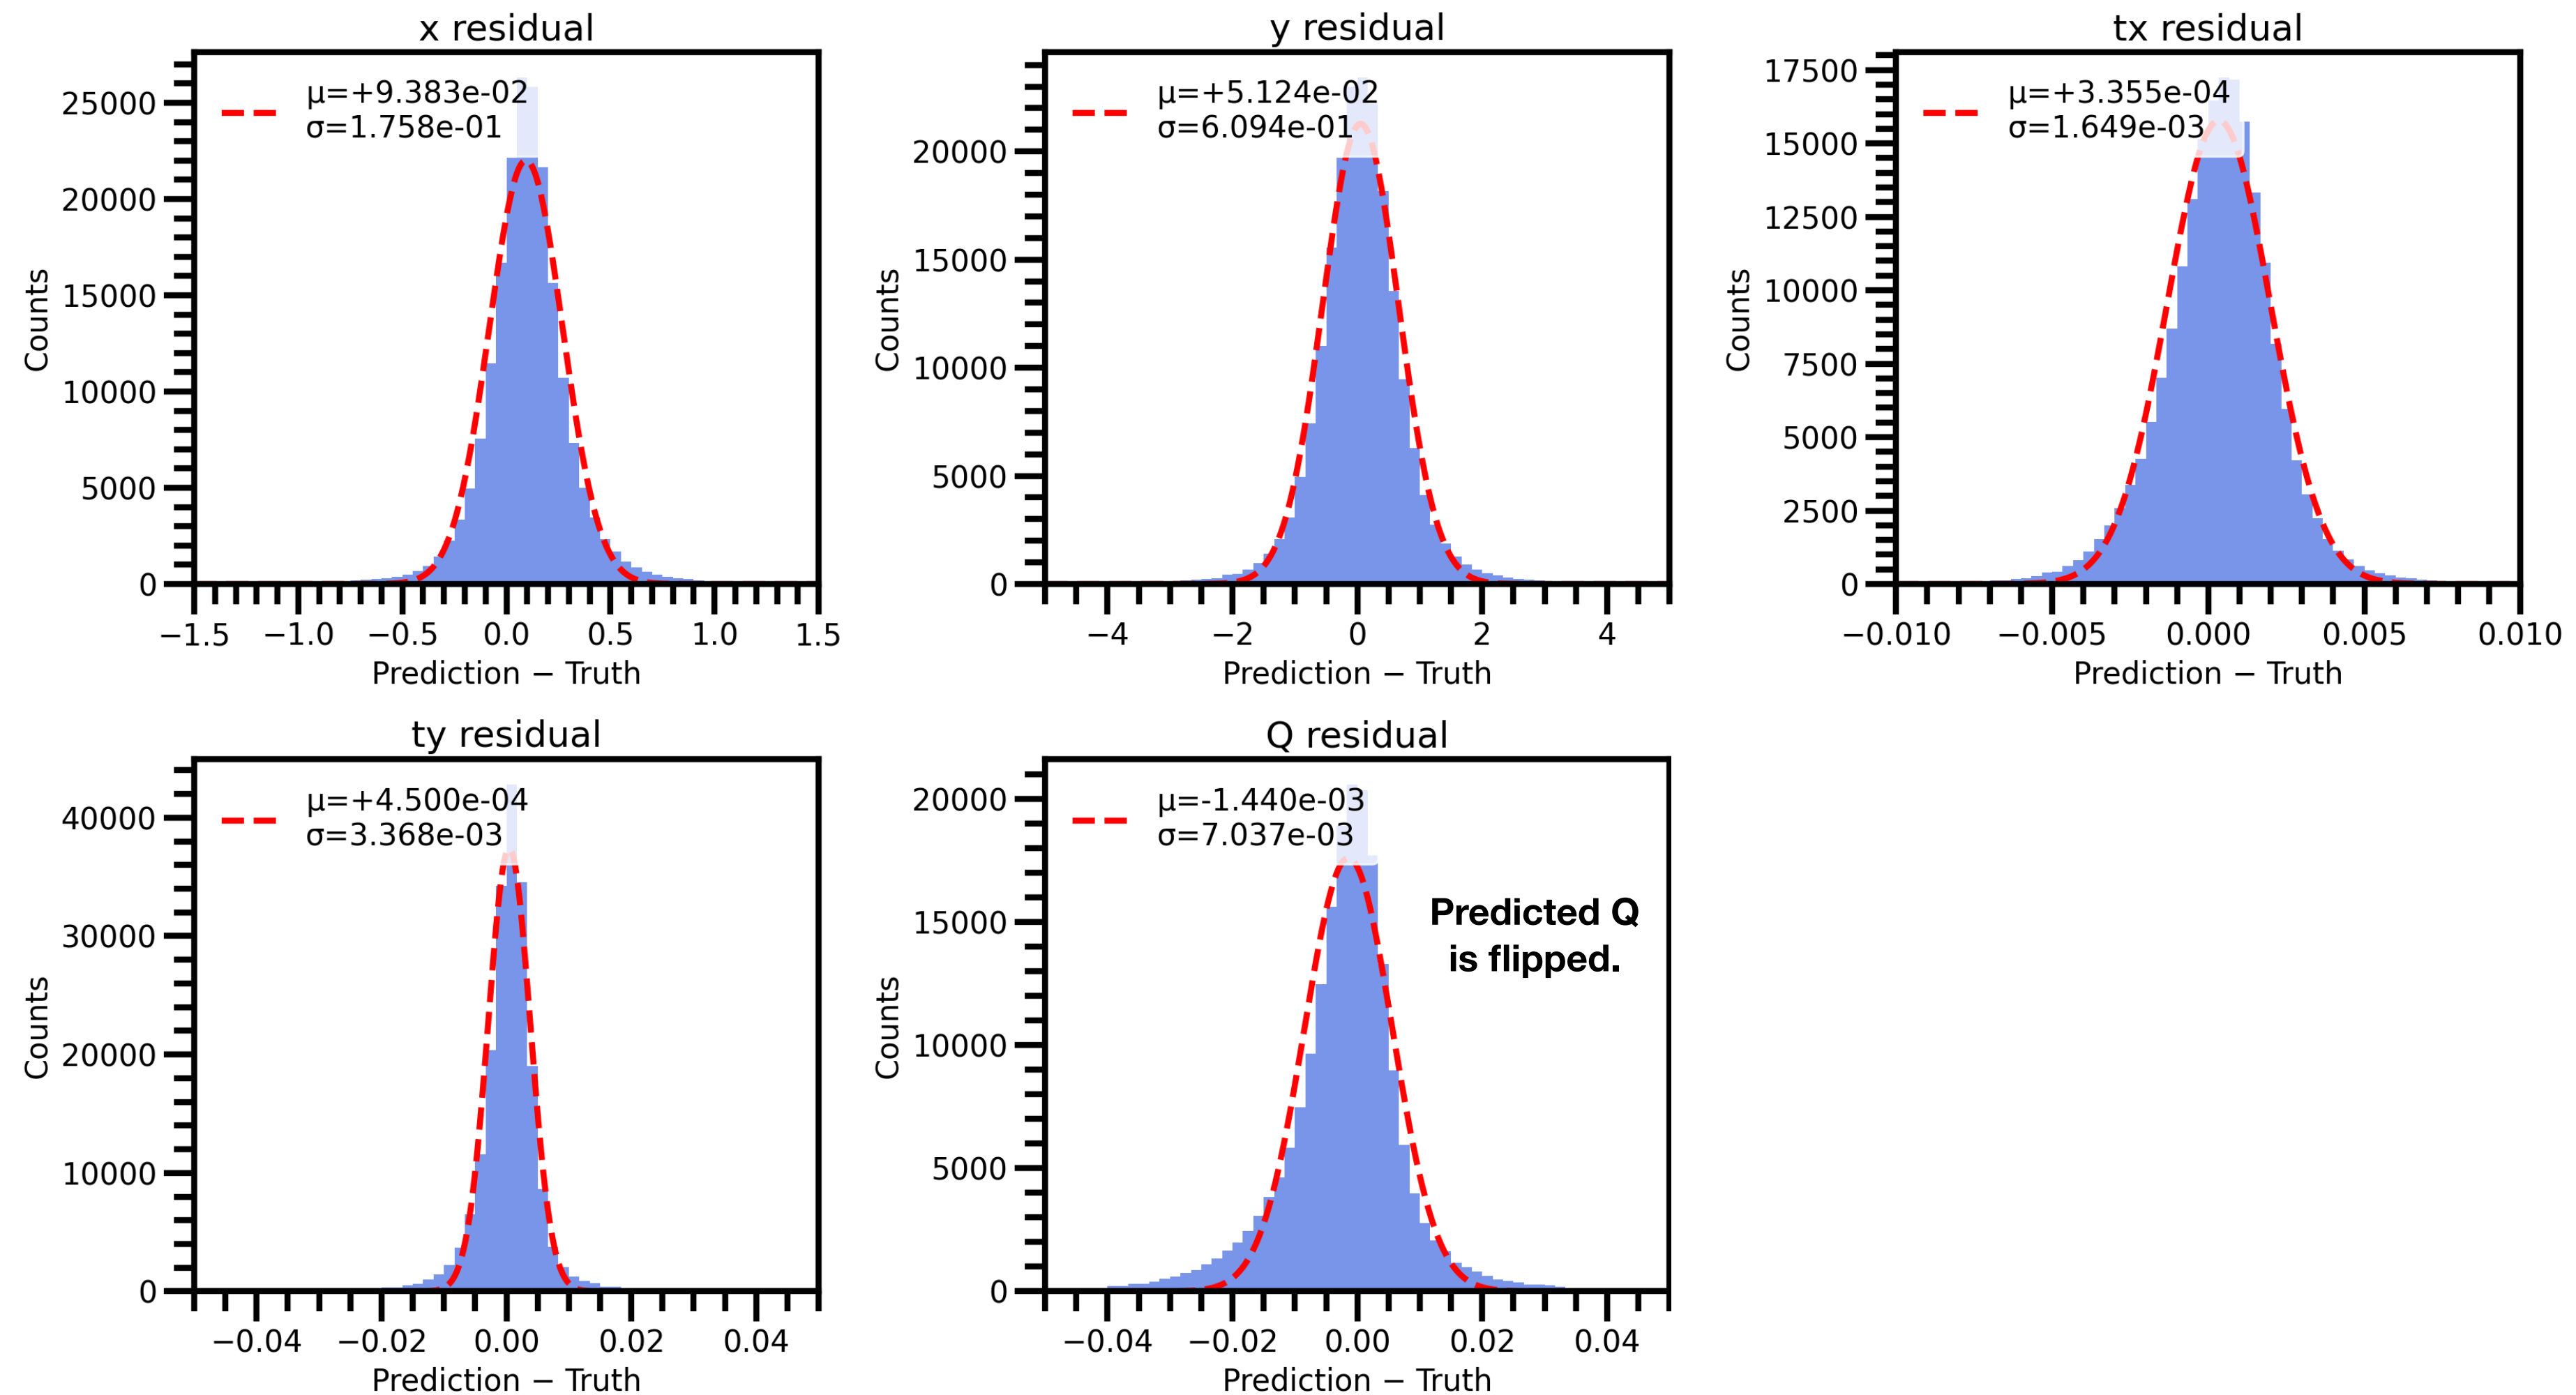 x residual
μ=+9.383e-02
σ=1.758e-01
25000
20000
15000
10000
5000
0
Counts
−1.5 −1.0 −0.5 0.0 0.5 1.0 1.5
Prediction − Truth
y residual
μ=+5.124e-02
σ=6.094e-01
20000
15000
10000
5000
0
Counts
−4 −2 0 2 4
Prediction − Truth
tx residual
μ=+3.355e-04
σ=1.649e-03
17500
15000
12500
10000
7500
5000
2500
0
Counts
−0.010 −0.005 0.000 0.005 0.010
Prediction − Truth
ty residual
μ=+4.500e-04
σ=3.368e-03
40000
30000
20000
10000
0
Counts
−0.04 −0.02 0.00 0.02 0.04
Prediction − Truth
Q residual
μ=-1.440e-03
σ=7.037e-03
Predicted Q
is flipped.
20000
15000
10000
5000
0
Counts
−0.04 −0.02 0.00 0.02 0.04
Prediction − Truth